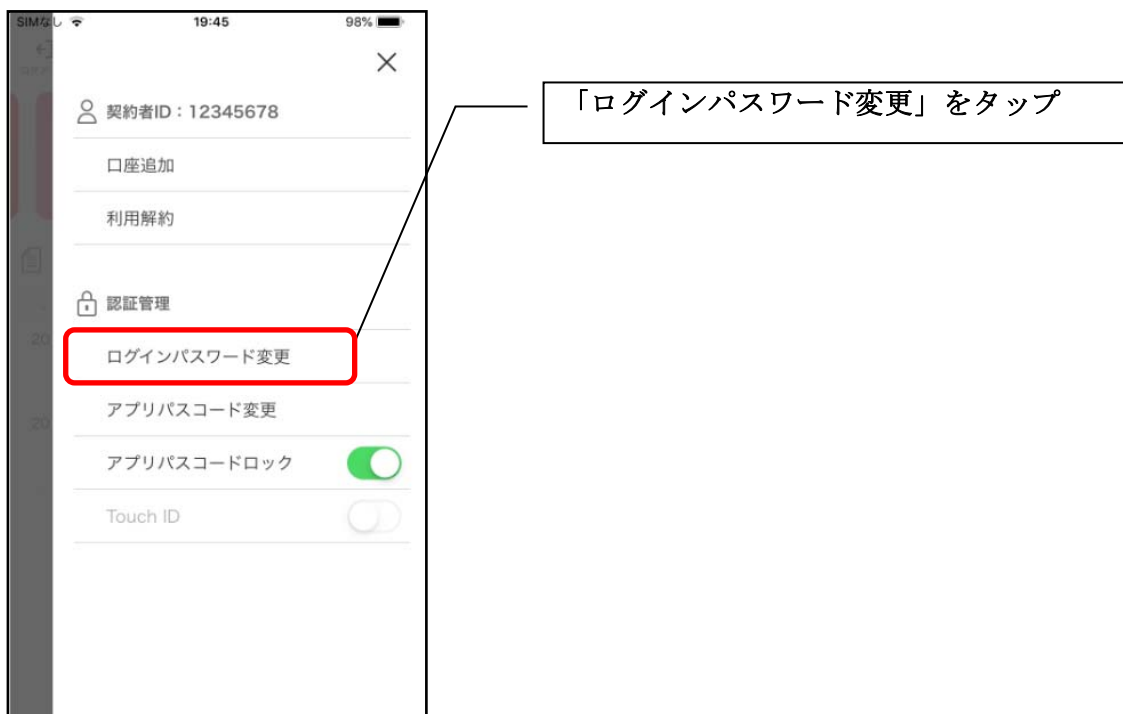 SIMなし 19:45 98%
契約者ID：12345678
口座追加
利用解約
認証管理
20
ログインパスワード変更
アプリパスコード変更
20
アプリパスコードロック
Touch ID
「ログインパスワード変更」をタップ